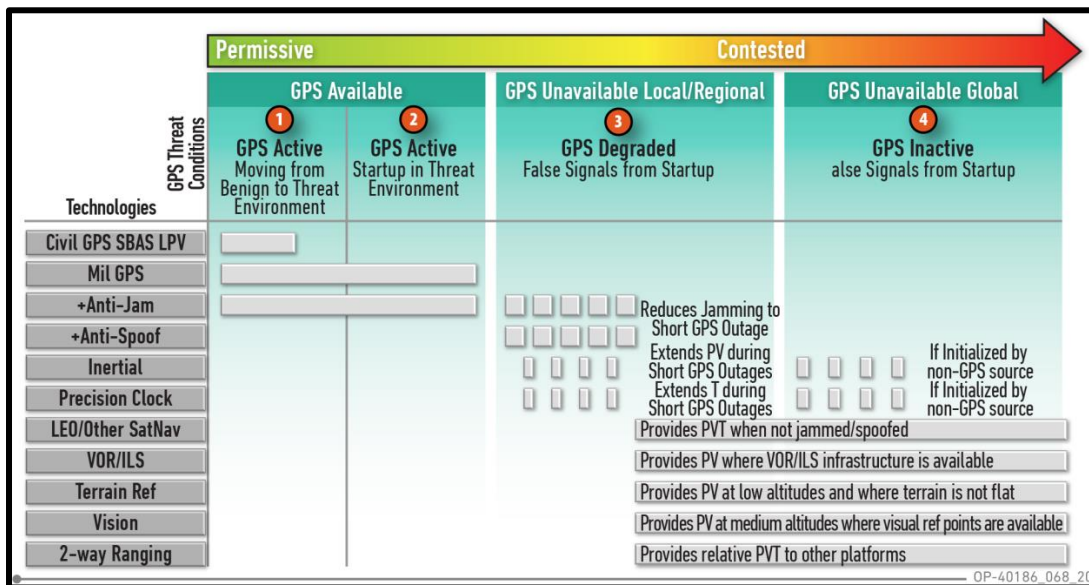 Permissive
Contested
GPS Threat
Conditions
Technologies
GPS Available
GPS Unavailable Local/Regional
GPS Unavailable Global
1
GPS Active
Moving from
Benign to Threat
Environment
2
GPS Active
Startup in Threat
Environment
3
GPS Degraded
False Signals from Startup
4
GPS Inactive
alse Signals from Startup
Civil GPS SBAS LPV
Mil GPS
+Anti-Jam
+Anti-Spoof
Reduces Jamming to
Short GPS Outage
Inertial
Extends PV during
Short GPS Outages
If Initialized by
non-GPS source
Precision Clock
Extends T during
Short GPS Outages
If Initialized by
non-GPS source
LEO/Other SatNav
Provides PVT when not jammed/spoofed
VOR/ILS
Provides PV where VOR/ILS infrastructure is available
Terrain Ref
Provides PV at low altitudes and where terrain is not flat
Vision
Provides PV at medium altitudes where visual ref points are available
2-way Ranging
Provides relative PVT to other platforms
OP-40186_068_20